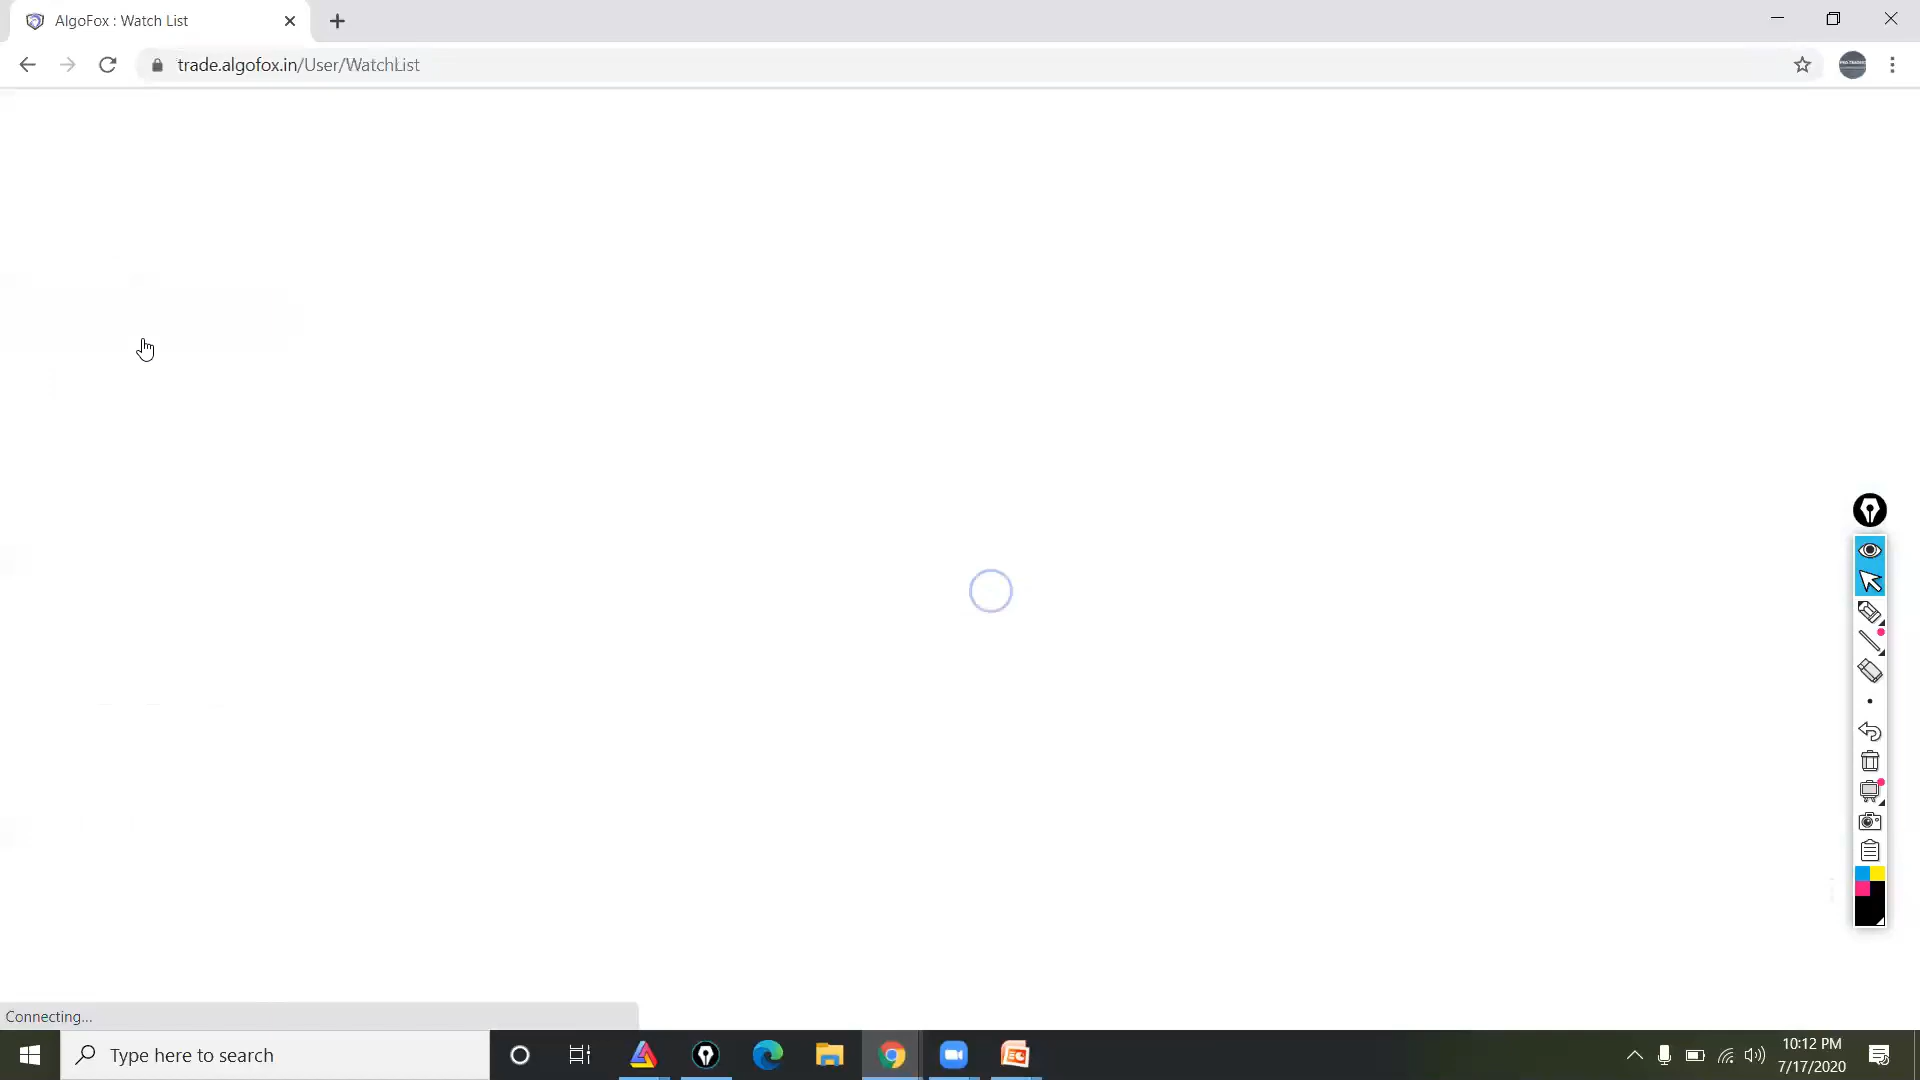 AlgoFox : Watch List
trade.algofox.in/User/WatchList
Connecting...
Type here to search
10:12 PM
7/17/2020